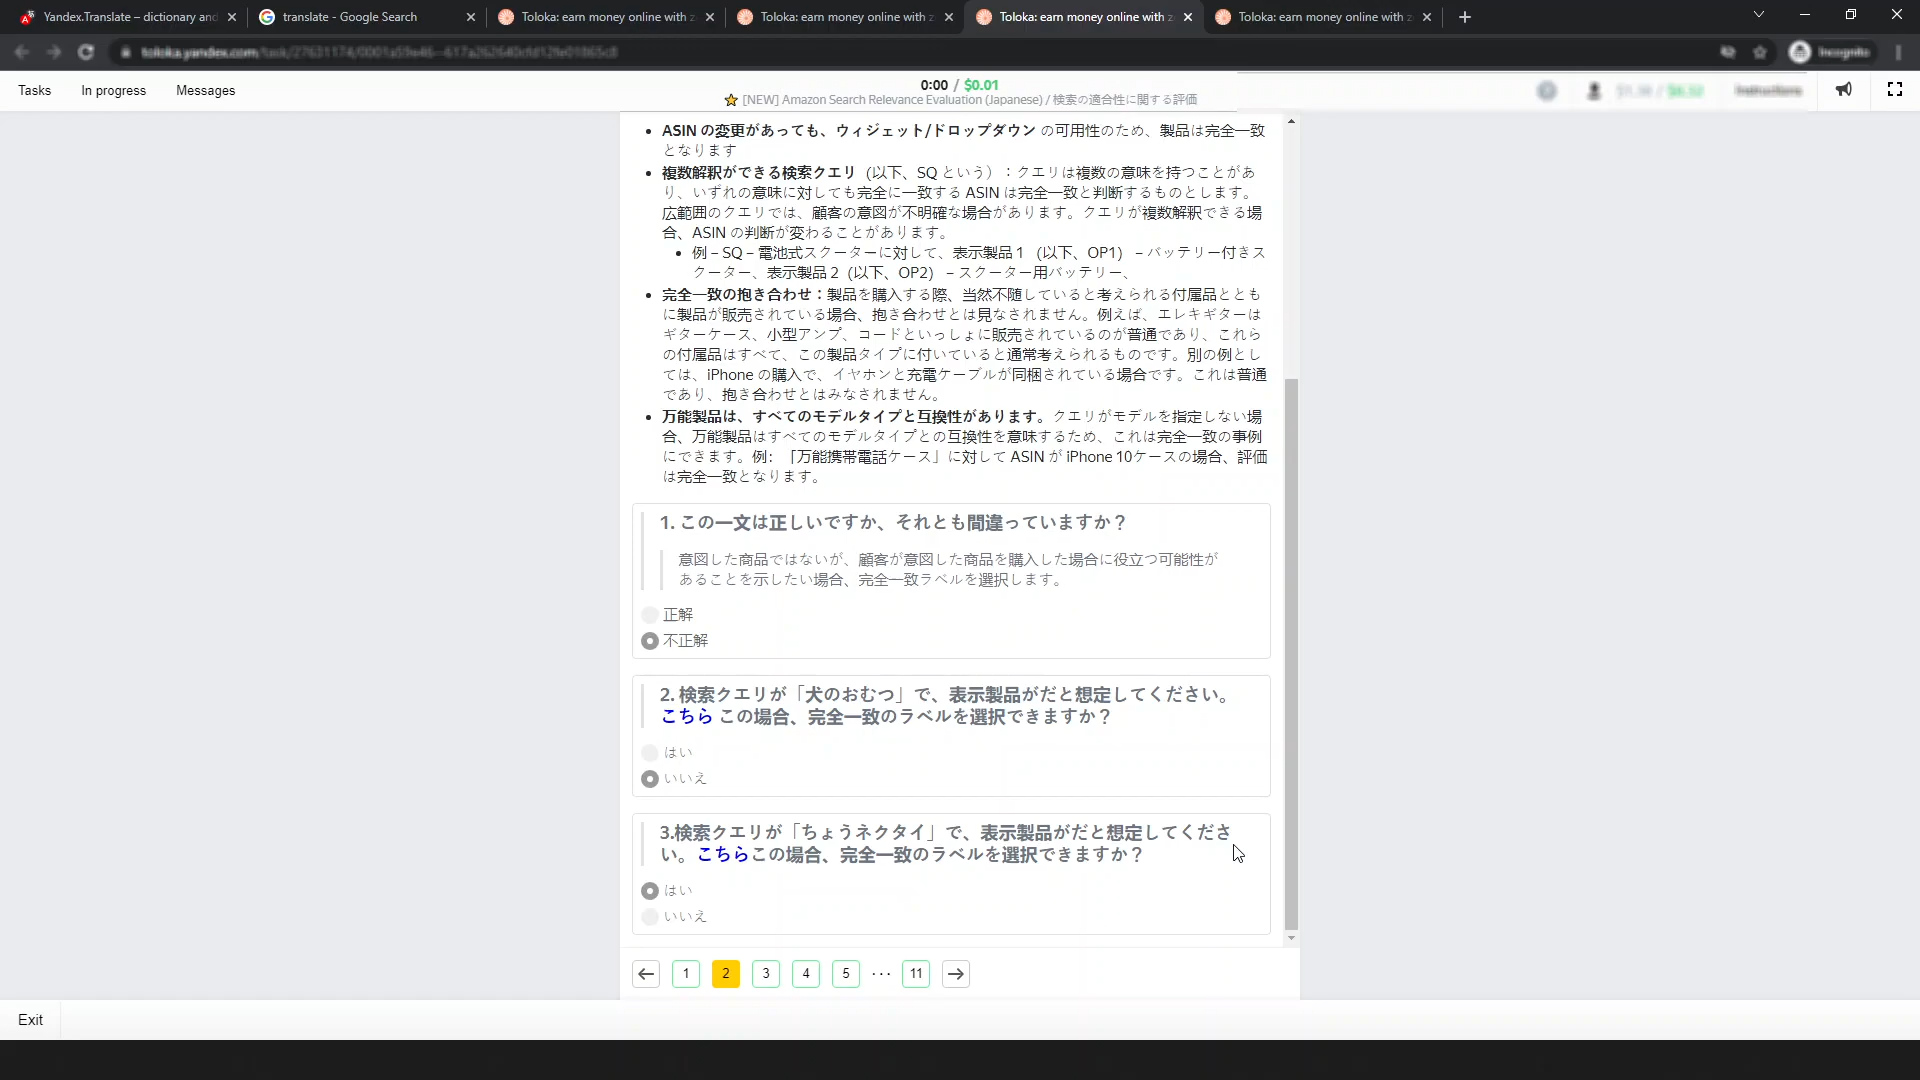 Yandex.Translate – dictionary and
translate - Google Search
Toloka: earn money online with z
Toloka: earn money online with z
Toloka: earn money online with z
Toloka: earn money online with z
Tasks
In progress
Messages
0:00 / $0.01
[NEW] Amazon Search Relevance Evaluation (Japanese) / 検索の適合性に関する評価
Instructions
ASIN の変更があっても、ウィジェット/ドロップダウン の可用性のため、製品は完全一致
となります
複数解釈ができる検索クエリ（以下、SQ という）：クエリは複数の意味を持つことがあ
り、いずれの意味に対しても完全に一致する ASIN は完全一致と判断するものとします。
広範囲のクエリでは、顧客の意図が不明確な場合があります。クエリが複数解釈できる場
合、ASIN の判断が変わることがあります。
例 – SQ – 電池式スクーターに対して、表示製品 1 （以下、OP1） – バッテリー付きス
クーター、表示製品 2（以下、OP2） – スクーター用バッテリー、
完全一致の抱き合わせ：製品を購入する際、当然不随していると考えられる付属品ととも
に製品が販売されている場合、抱き合わせとは見なされません。例えば、エレキギターは
ギターケース、小型アンプ、コードといっしょに販売されているのが普通であり、これら
の付属品はすべて、この製品タイプに付いていると通常考えられるものです。別の例とし
ては、iPhone の購入で、イヤホンと充電ケーブルが同梱されている場合です。これは普通
であり、抱き合わせとはみなされません。
万能製品は、すべてのモデルタイプと互換性があります。クエリがモデルを指定しない場
合、万能製品はすべてのモデルタイプとの互換性を意味するため、これは完全一致の事例
にできます。例: 「万能携帯電話ケース」に対して ASIN が iPhone 10ケースの場合、評価
は完全一致となります。
1. この一文は正しいですか、それとも間違っていますか？
意図した商品ではないが、顧客が意図した商品を購入した場合に役立つ可能性が
あることを示したい場合、完全一致ラベルを選択します。
正解
不正解
2. 検索クエリが「犬のおむつ」で、表示製品がだと想定してください。
こちら この場合、完全一致のラベルを選択できますか？
はい
いいえ
3.検索クエリが「ちょうネクタイ」で、表示製品がだと想定してくださ
い。こちらこの場合、完全一致のラベルを選択できますか？
はい
いいえ
1 2 3 4 5 ··· 11
Exit